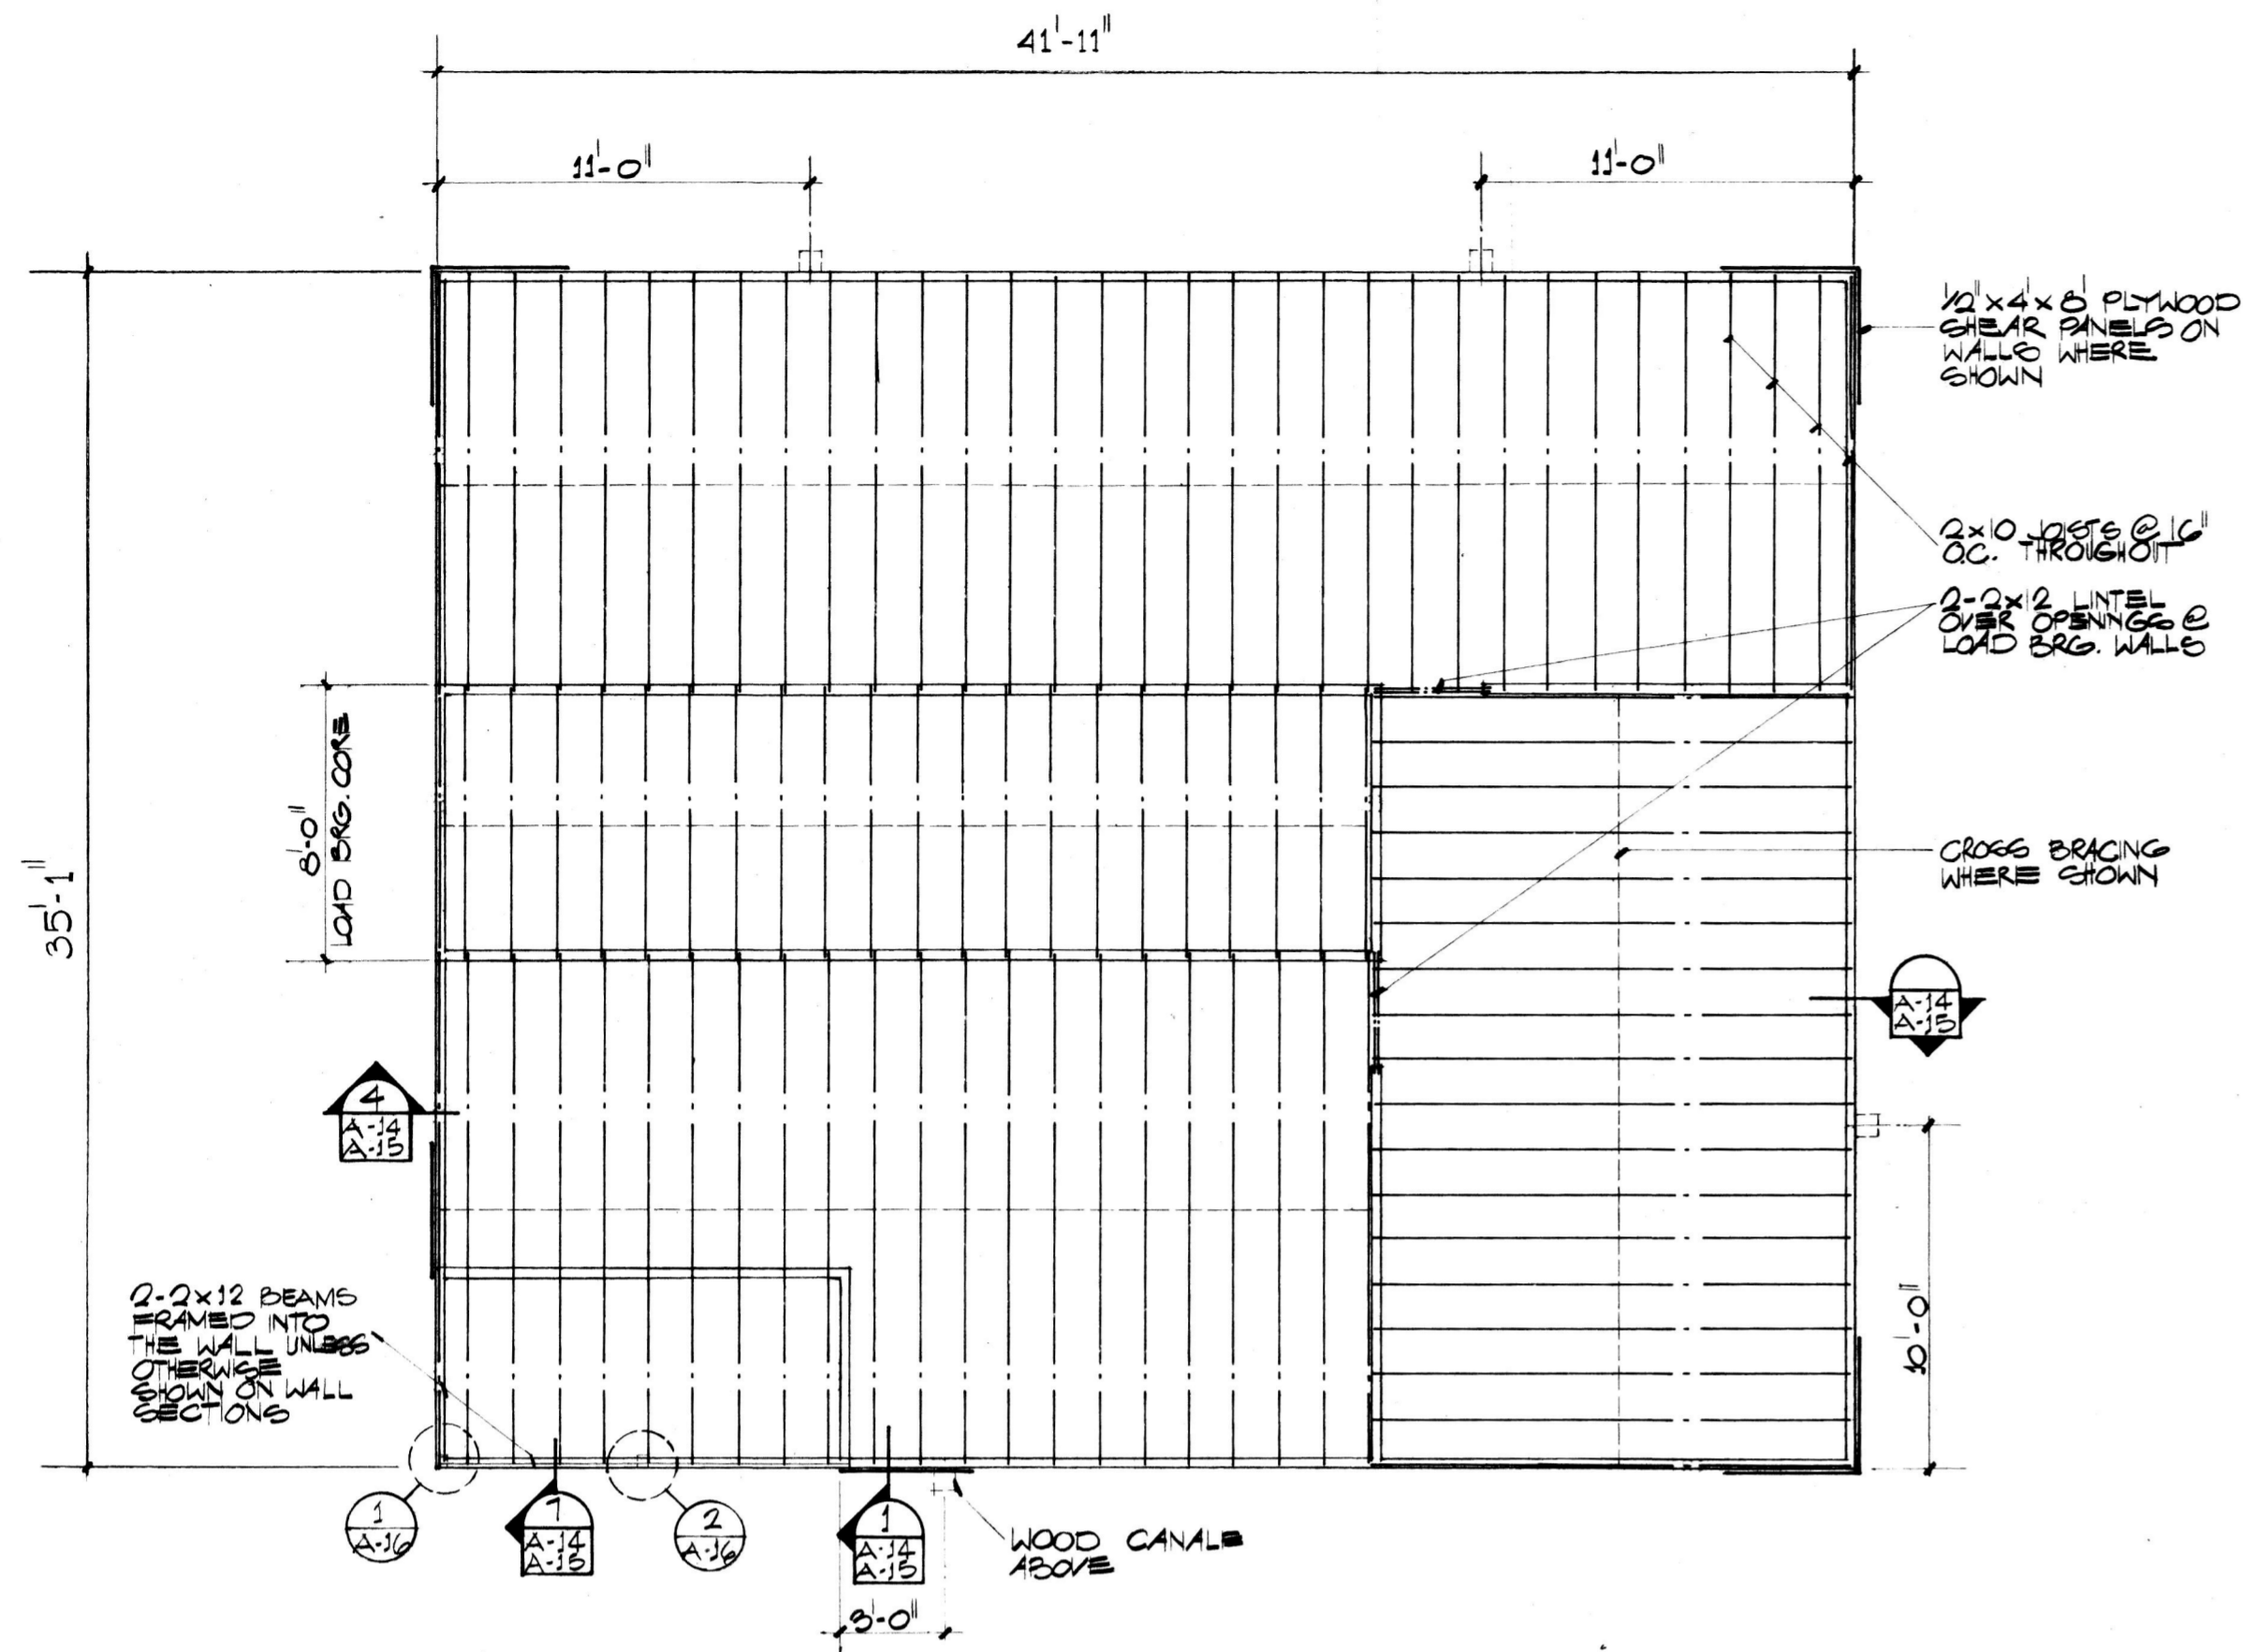 41'-11"
11'-0"
11'-0"
1/2" x 4' x 8' PLYWOOD
SHEAR PANELS ON
WALLS WHERE
SHOWN
2x10 JOISTS @ 16"
O.C. THROUGHOUT
2-2x12 LINTEL
OVER OPENINGS @
LOAD BRG. WALLS
8'-0"
LOAD BRG. CORE
35'-1"
CROSS BRACING
WHERE SHOWN
A-14
A-15
4
A-14
A-15
2-2x12 BEAMS
FRAMED INTO
THE WALL UNLESS
OTHERWISE
SHOWN ON WALL
SECTIONS
10'-0"
1
A-16
7
A-14
A-15
2
A-16
1
A-14
A-15
WOOD CANALE
ABOVE
3'-0"